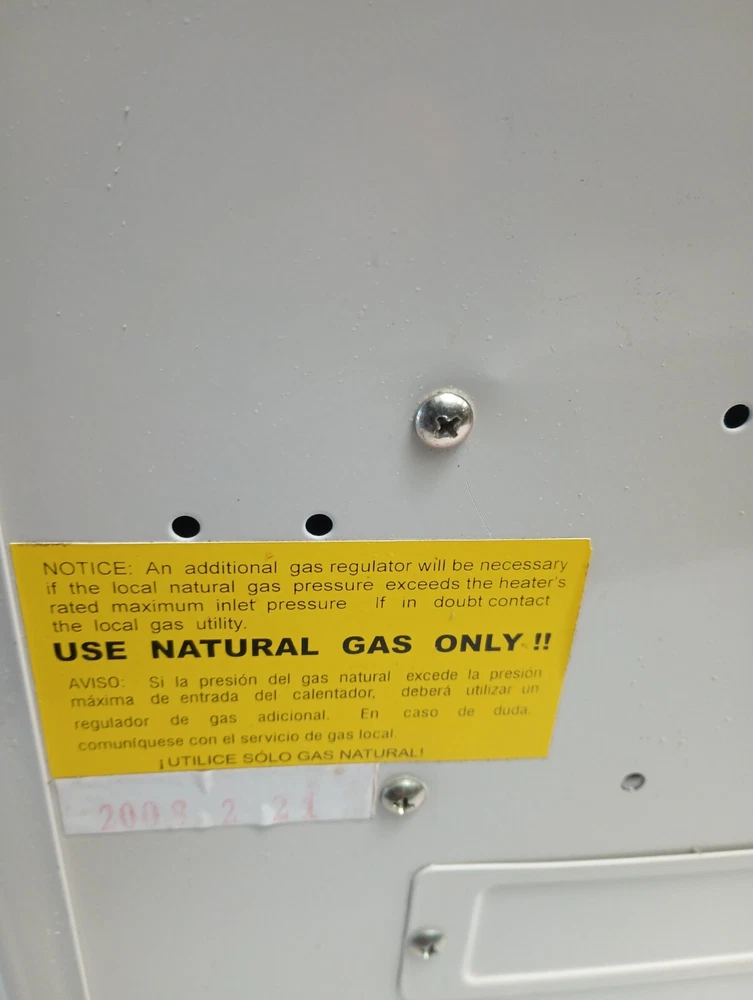 NOTICE: An additional gas regulator will be necessary
if the local natural gas pressure exceeds the heater's
rated maximum inlet pressure If in doubt contact
the local gas utility.
USE NATURAL GAS ONLY !!
AVISO: Si la presión del gas natural excede la presión
máxima de entrada del calentador, deberá utilizar un
regulador de gas adicional. En caso de duda.
comuníquese con el servicio de gas local.
¡UTILICE SÓLO GAS NATURAL!
2 21